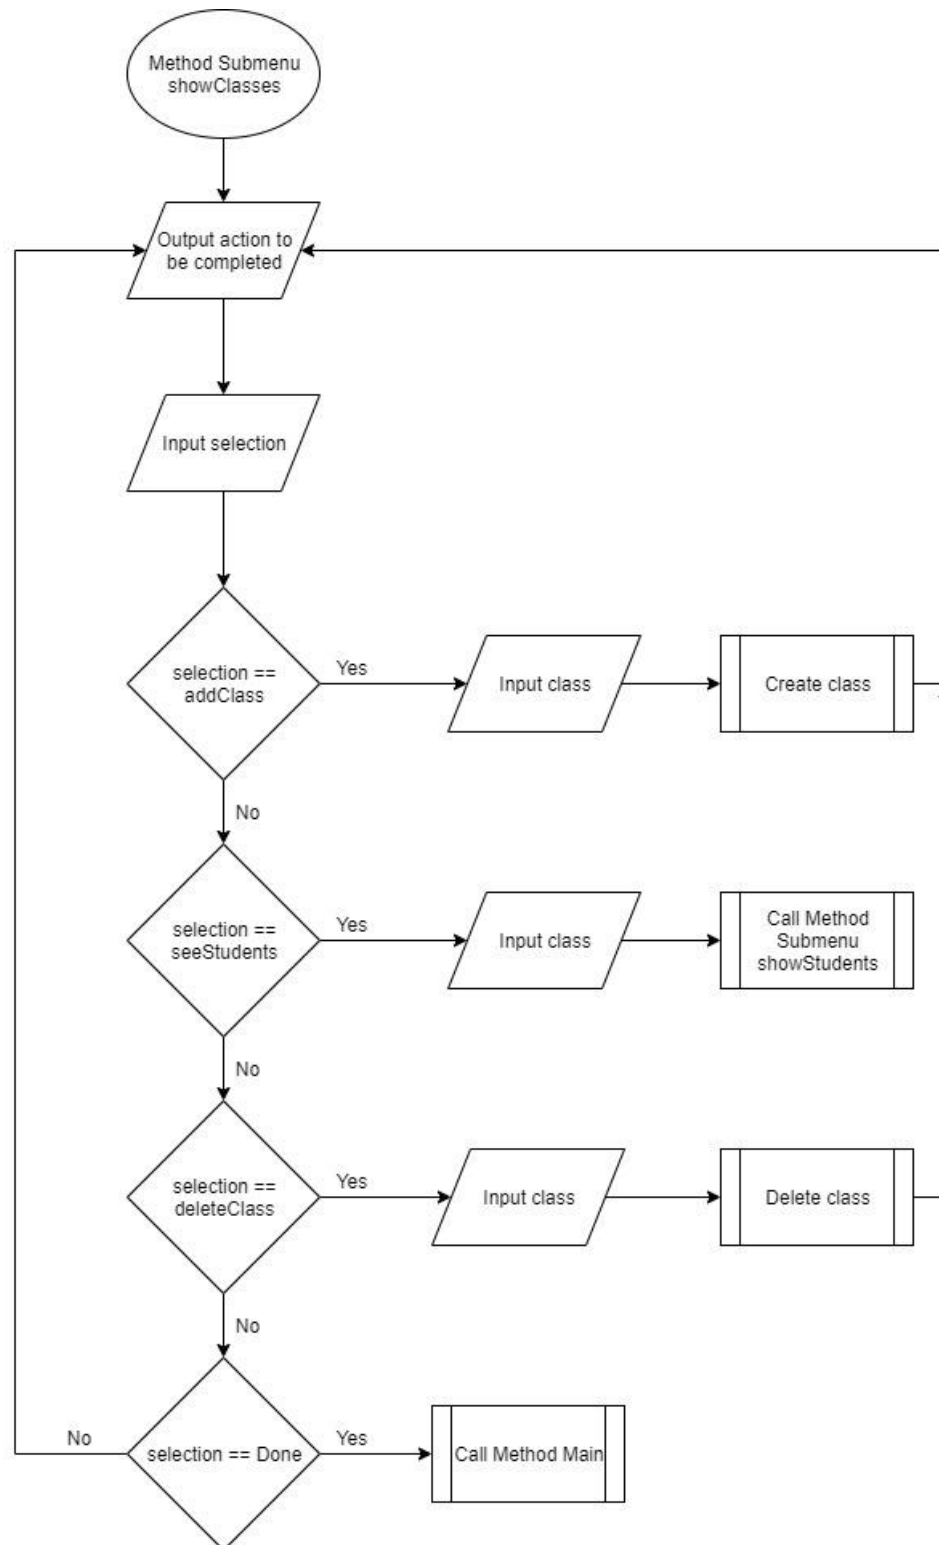 Method Submenu
showClasses
Output action to
be completed
Input selection
selection ==
addClass
Yes
Input class
Create class
No
selection ==
seeStudents
Yes
Input class
Call Method
Submenu
showStudents
No
selection ==
deleteClass
Yes
Input class
Delete class
No
No
selection == Done
Yes
Call Method Main